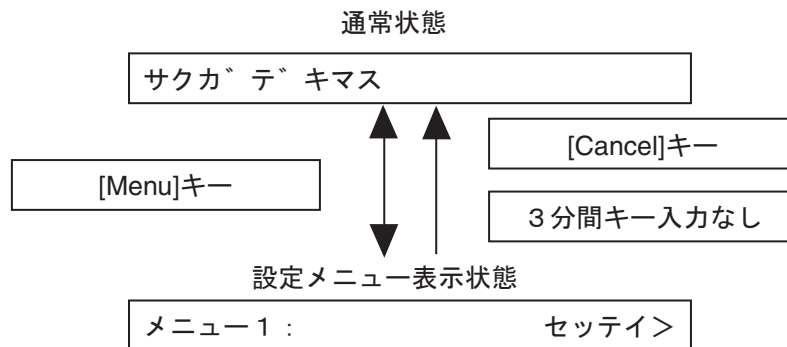 通常状態
サクカ゛テ゛キマス
[Cancel]キー
[Menu]キー
３分間キー入力なし
設定メニュー表示状態
メニュー１： セッテイ＞